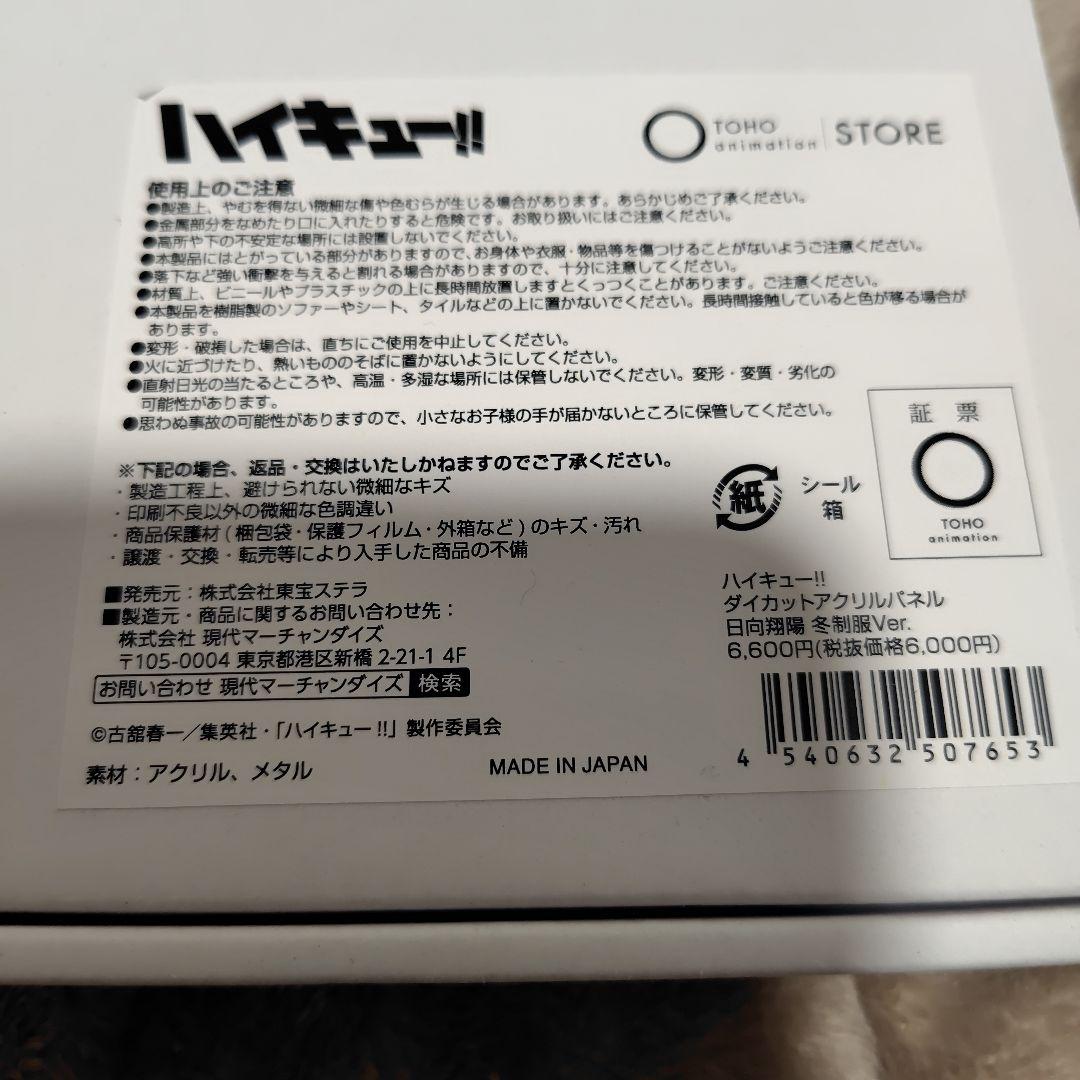 ハイキュー!!
TOHO animation STORE
使用上のご注意
●製造上、やむを得ない微細な傷や色むらが生じる場合があります。あらかじめご了承ください。
●金属部分をなめたり口に入れたりすると危険です。お取り扱いにはご注意ください。
●高所や下の不安定な場所には設置しないでください。
●本製品にはとがっている部分がありますので、お身体や衣服・物品等を傷つけることがないようご注意ください。
●落下など強い衝撃を与えると割れる場合がありますので、十分に注意してください。
●材質上、ビニールやプラスチックの上に長時間放置しますとくっつくことがあります。ご注意ください。
●本製品を樹脂製のソファーやシート、タイルなどの上に置かないでください。長時間接触していると色が移る場合が
あります。
●変形・破損した場合は、直ちにご使用を中止してください。
●火に近づけたり、熱いもののそばに置かないようにしてください。
●直射日光の当たるところや、高温・多湿な場所には保管しないでください。変形・変質・劣化の
可能性があります。
●思わぬ事故の可能性がありますので、小さなお子様の手が届かないところに保管してください。
※下記の場合、返品・交換はいたしかねますのでご了承ください。
・製造工程上、避けられない微細なキズ
・印刷不良以外の微細な色調違い
・商品保護材(梱包袋・保護フィルム・外箱など)のキズ・汚れ
・譲渡・交換・転売等により入手した商品の不備
紙
シール
箱
証票
TOHO
animation
■発売元：株式会社東宝ステラ
■製造元・商品に関するお問い合わせ先：
株式会社 現代マーチャンダイズ
〒105-0004 東京都港区新橋 2-21-1 4F
お問い合わせ 現代マーチャンダイズ 検索
©古舘春一／集英社・「ハイキュー!!」製作委員会
素材：アクリル、メタル
MADE IN JAPAN
ハイキュー!!
ダイカットアクリルパネル
日向翔陽 冬制服Ver.
6,600円(税抜価格6,000円)
4 540632 507653